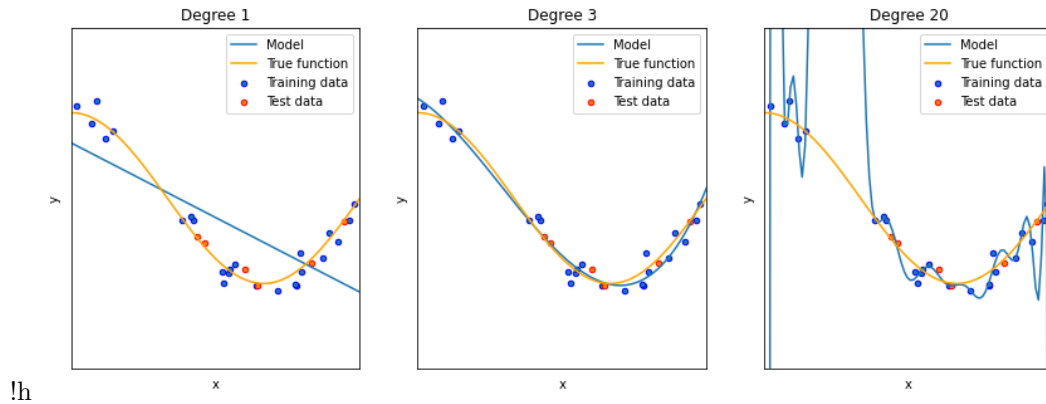 Degree 1
Model
True function
Training data
Test data
y
x
Degree 3
Model
True function
Training data
Test data
y
x
Degree 20
Model
True function
Training data
Test data
y
x
!h